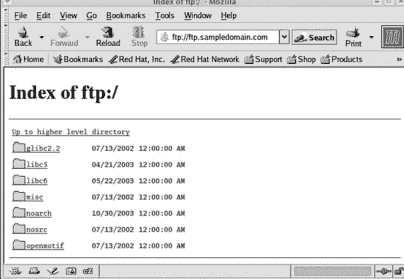 Index of ftp:/ - Mozilla
File Edit View Go Bookmarks Tools Window Help
Back Forward Reload Stop ftp://ftp.sampledomain.com Search Print
Home Bookmarks Red Hat, Inc. Red Hat Network Support Shop Products »
Index of ftp:/
Up to higher level directory
glibc2.2 07/13/2002 12:00:00 AM
libc5 04/21/2003 12:00:00 AM
libc6 05/22/2003 12:00:00 AM
misc 07/13/2002 12:00:00 AM
noarch 10/30/2003 12:00:00 AM
nosrc 07/13/2002 12:00:00 AM
openmotif 07/13/2002 12:00:00 AM